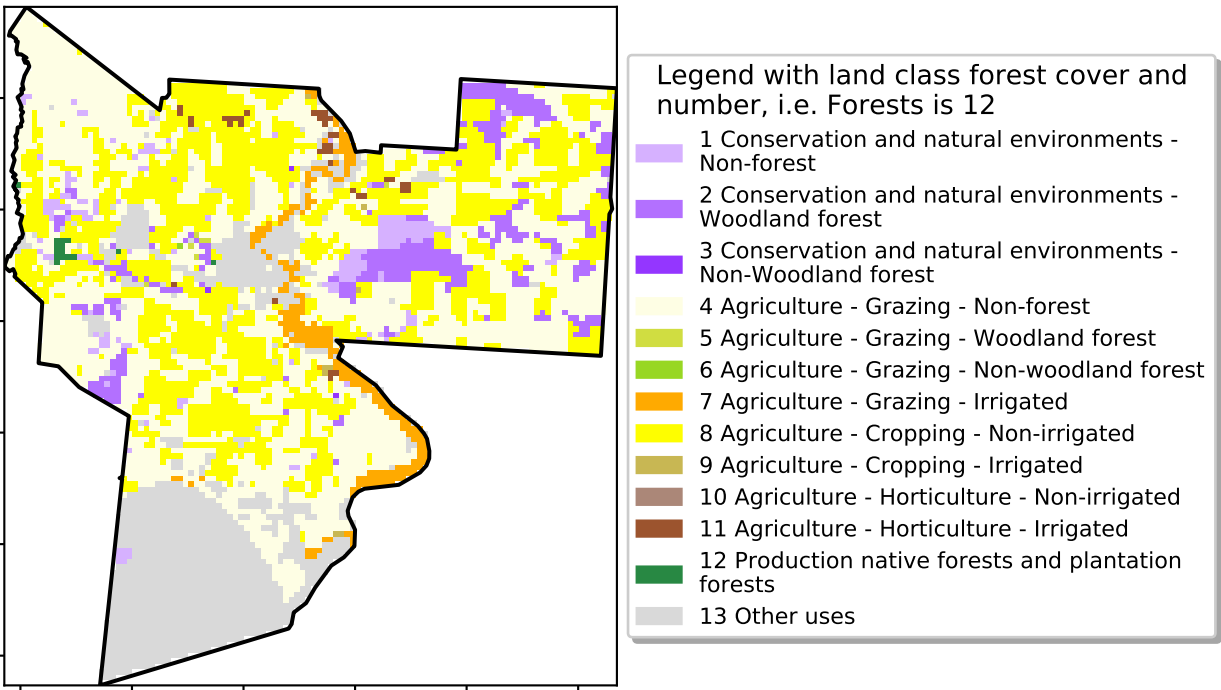 Legend with land class forest cover and
number, i.e. Forests is 12
1 Conservation and natural environments -
Non-forest
2 Conservation and natural environments -
Woodland forest
3 Conservation and natural environments -
Non-Woodland forest
4 Agriculture - Grazing - Non-forest
5 Agriculture - Grazing - Woodland forest
6 Agriculture - Grazing - Non-woodland forest
7 Agriculture - Grazing - Irrigated
8 Agriculture - Cropping - Non-irrigated
9 Agriculture - Cropping - Irrigated
10 Agriculture - Horticulture - Non-irrigated
11 Agriculture - Horticulture - Irrigated
12 Production native forests and plantation
forests
13 Other uses